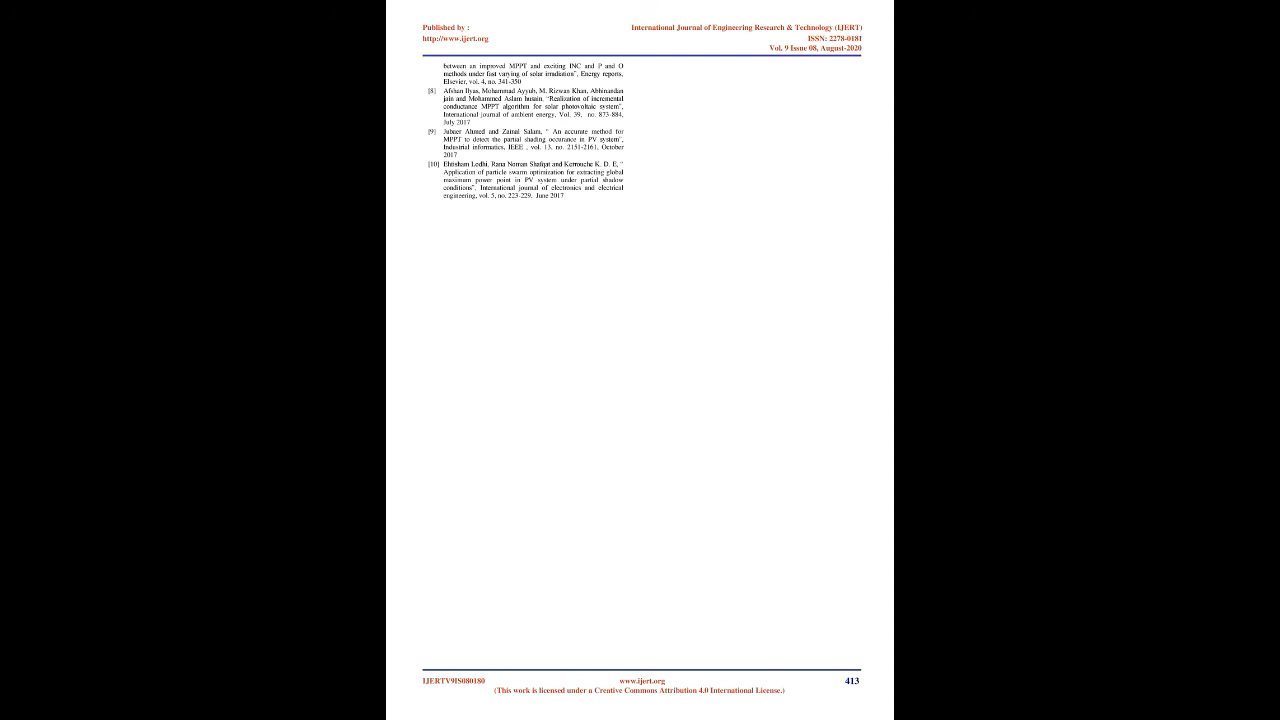 Published by :
International Journal of Engineering Research & Technology (IJERT)
http://www.ijert.org
ISSN: 2278-0181
Vol. 9 Issue 08, August-2020
between an improved MPPT and exciting INC and P and O
methods under fast varying of solar irradiation", Energy reports,
Elsevier, vol. 4, no. 341-350
[8] Afshan Ilyas, Mohammad Ayyub, M. Rizwan Khan, Abhinandan
jain and Mohammed Aslam husain, "Realization of incremental
conductance MPPT algorithm for solar photovoltaic system",
International journal of ambient energy, Vol. 39, no. 873-884,
July 2017
[9] Jubaer Ahmed and Zainal Salam, " An accurate method for
MPPT to detect the partial shading occurance in PV system",
Industrial informatics, IEEE , vol. 13, no. 2151-2161, October
2017
[10] Ehtisham Lodhi, Rana Noman Shafqat and Kerrouche K. D. E, "
Application of particle swarm optimization for extracting global
maximum power point in PV system under partial shadow
conditions", International journal of electronics and electrical
engineering, vol. 5, no. 223-229, June 2017
IJERTV9IS080180
www.ijert.org
413
(This work is licensed under a Creative Commons Attribution 4.0 International License.)